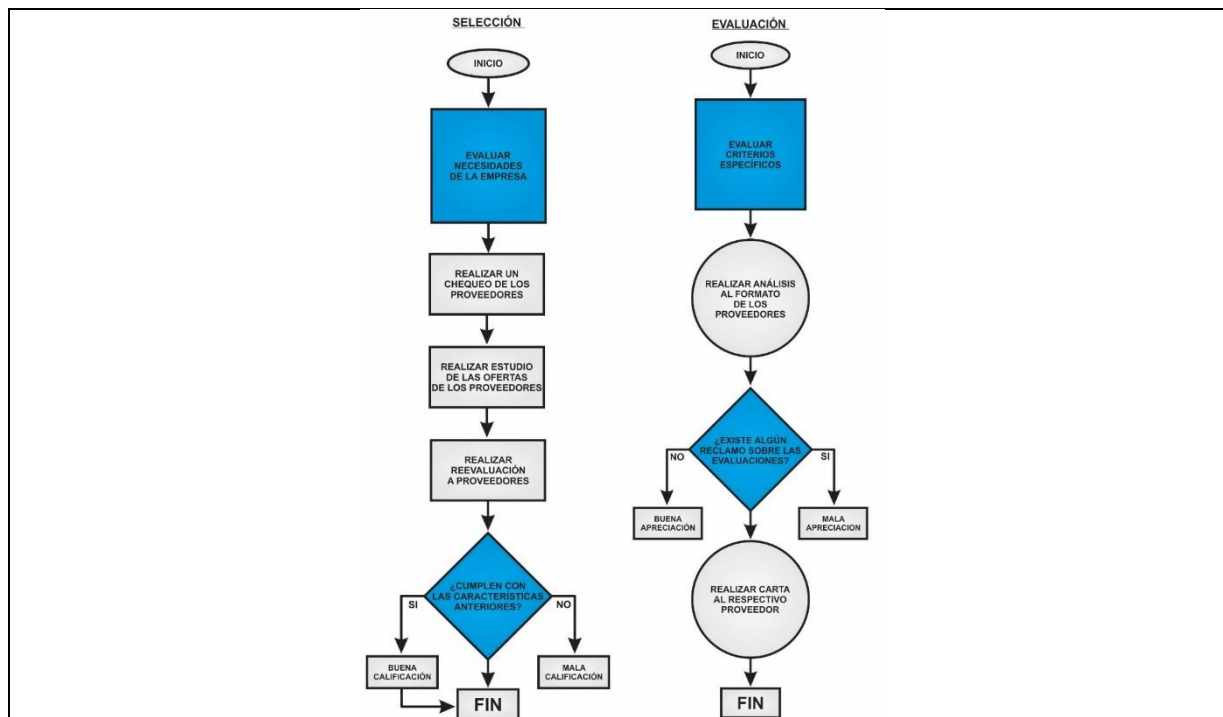 SELECCIÓN
INICIO
EVALUAR
NECESIDADES
DE LA EMPRESA
REALIZAR UN
CHEQUEO DE LOS
PROVEEDORES
REALIZAR ESTUDIO
DE LAS OFERTAS
DE LOS PROVEEDORES
REALIZAR
REEVALUACIÓN
A PROVEEDORES
¿CUMPLEN CON
LAS CARACTERÍSTICAS
ANTERIORES?
SI
NO
BUENA
CALIFICACIÓN
MALA
CALIFICACIÓN
FIN
EVALUACIÓN
INICIO
EVALUAR
CRITERIOS
ESPECÍFICOS
REALIZAR ANÁLISIS
AL FORMATO
DE LOS
PROVEEDORES
¿EXISTE ALGÚN
RECLAMO SOBRE LAS
EVALUACIONES?
NO
SI
BUENA
APRECIACIÓN
MALA
APRECIACION
REALIZAR CARTA
AL RESPECTIVO
PROVEEDOR
FIN